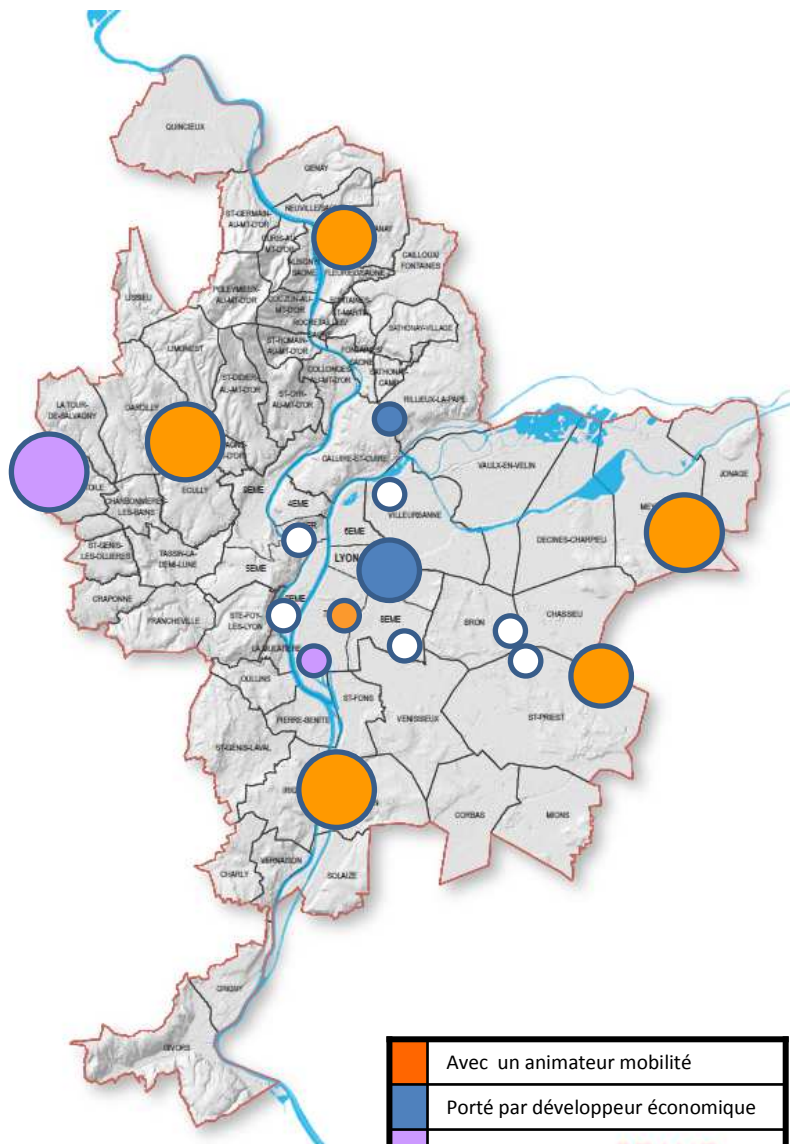 QUINCIEUX
GENAY
ST-GERMAIN-
AU-MT-D'OR
CAILLOUX/
FONTAINES
LISSIEU
POLEYMIEUX-
AU-MT-D'OR
LIMONEST
SATHONAY-VILLAGE
ST-ROMAIN-
AU-MT-D'OR
ST-DIDIER-
AU-MT-D'OR
COLLONGES-
AU-MT-D'OR
SATHONAY-
CAMP
RILLIEUX-LA-PAPE
LA TOUR-
DE-SALVAGNY
ST-CYR-
AU-MT-D'OR
CALUIRE-ET-CUIRE
VAULX-EN-VELIN
JONAGE
ECULLY
9EME
CHARBONNIERES-
LES-BAINS
4EME
VILLEURBANNE
6EME
DECINES-CHARPIEU
ST-GENIS-
LES-OLLIERES
TASSIN-LA-
DEMI-LUNE
LYON
5EME
CRAPONNE
FRANCHEVILLE
STE-FOY-
LES-LYON
8EME
BRON
CHASSIEU
LA MULATIERE
OULLINS
ST-FONS
PIERRE-BENITE
VENISSIEUX
ST-PRIEST
ST-GENIS-LAVAL
CORBAS
MIONS
VERNAISON
CHARLY
SOLAIZE
GRIGNY
GIVORS
Avec un animateur mobilité
Porté par développeur économique